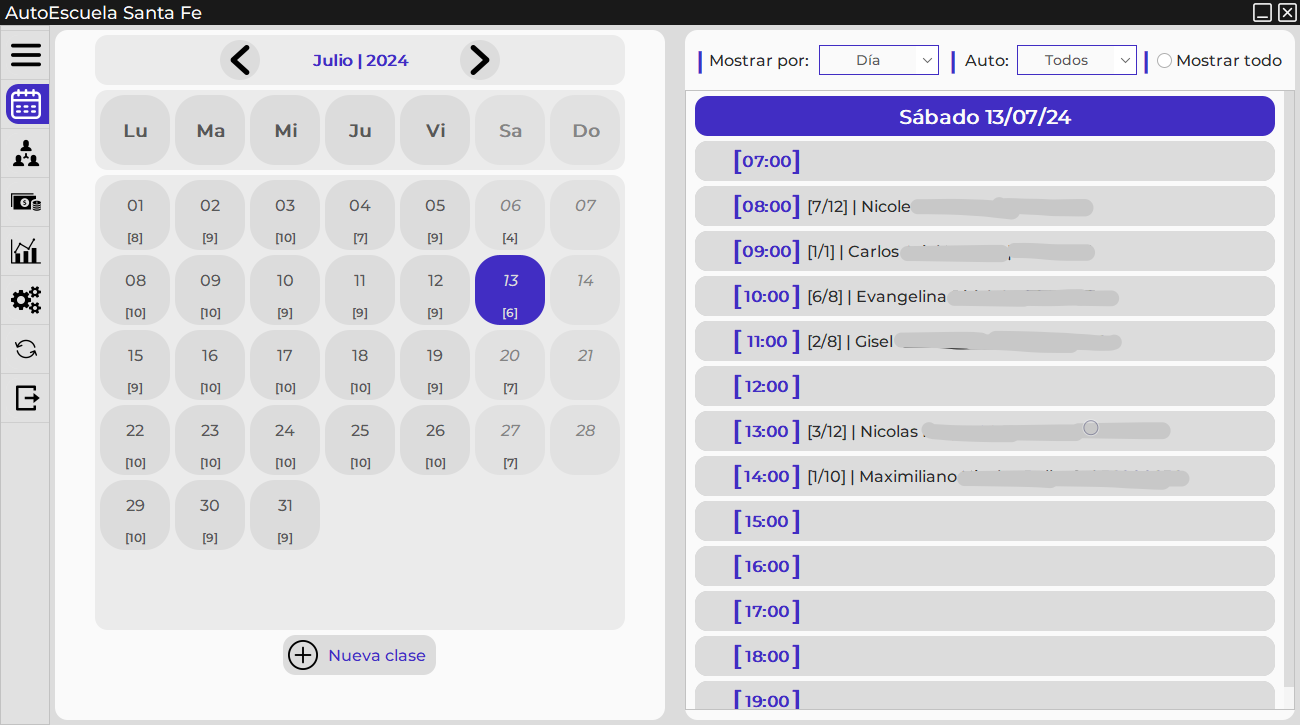 AutoEscuela Santa Fe
Julio | 2024
Lu Ma Mi Ju Vi Sa Do
01 02 03 04 05 06 07
[8] [9] [10] [7] [9] [4]
08 09 10 11 12 13 14
[10] [10] [9] [9] [9] [6]
15 16 17 18 19 20 21
[9] [10] [10] [10] [9] [7]
22 23 24 25 26 27 28
[10] [10] [10] [10] [10] [7]
29 30 31
[10] [9] [9]
Nueva clase
Mostrar por: Día Auto: Todos Mostrar todo
Sábado 13/07/24
[07:00]
[08:00] [7/12] | Nicole
[09:00] [1/1] | Carlos
[10:00] [6/8] | Evangelina
[11:00] [2/8] | Gisel
[12:00]
[13:00] [3/12] | Nicolas
[14:00] [1/10] | Maximiliano
[15:00]
[16:00]
[17:00]
[18:00]
[19:00]